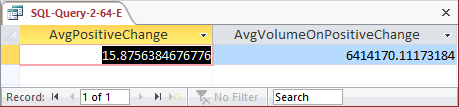 SQL-Query-2-64-E
AvgPositiveChange AvgVolumeOnPositiveChange
15.8756384676776 6414170.11173184
Record: 1 of 1 No Filter Search